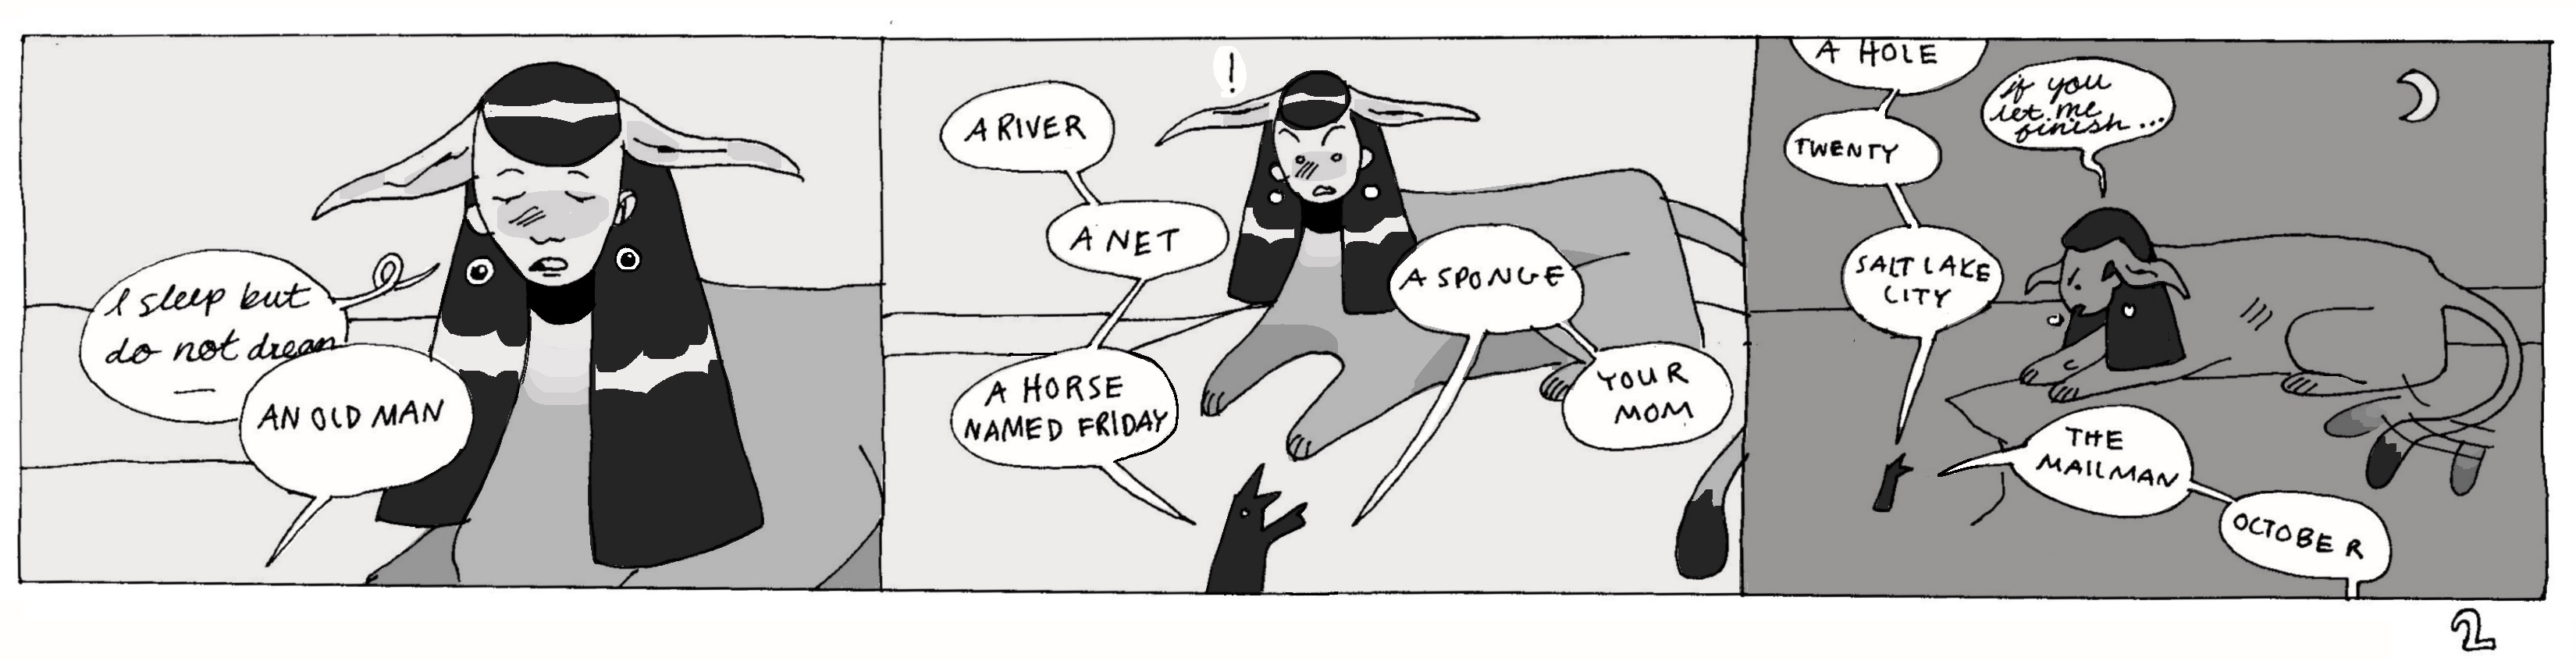 I sleep but
do not dream
—
AN OLD MAN
!
A RIVER
A NET
A HORSE
NAMED FRIDAY
A SPONGE
YOUR
MOM
A HOLE
TWENTY
SALT LAKE
CITY
if you
let me
finish...
THE
MAILMAN
OCTOBER
2